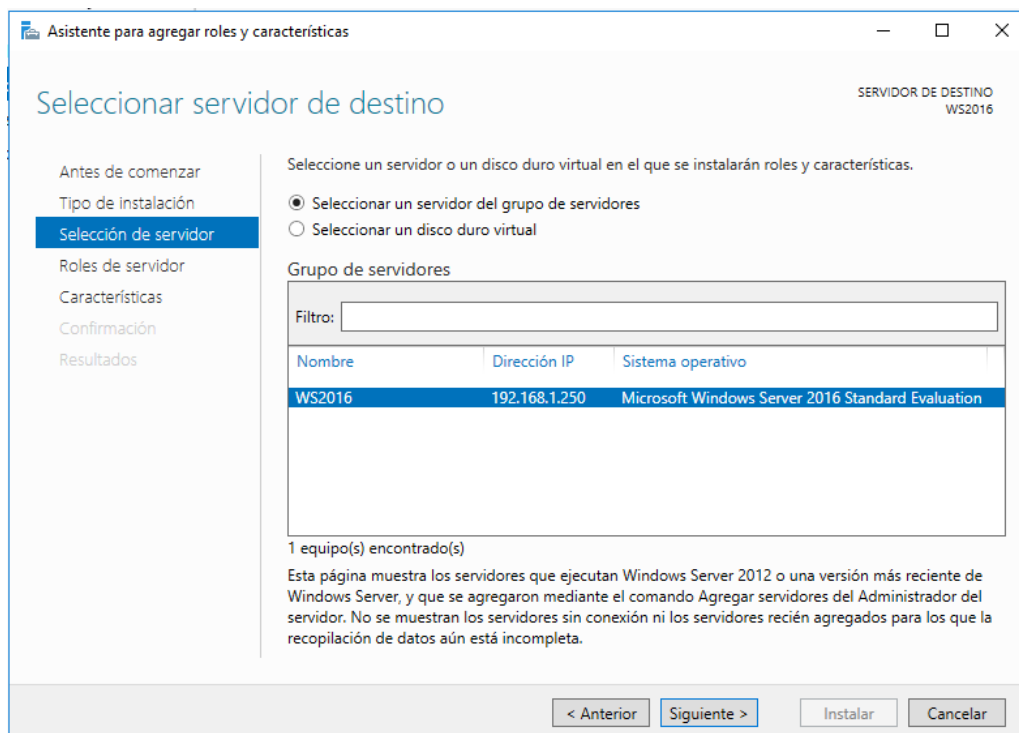 Asistente para agregar roles y características
Seleccionar servidor de destino
SERVIDOR DE DESTINO
WS2016
Antes de comenzar
Tipo de instalación
Selección de servidor
Roles de servidor
Características
Confirmación
Resultados
Seleccione un servidor o un disco duro virtual en el que se instalarán roles y características.
Seleccionar un servidor del grupo de servidores
Seleccionar un disco duro virtual
Grupo de servidores
Filtro:
Nombre Dirección IP Sistema operativo
WS2016 192.168.1.250 Microsoft Windows Server 2016 Standard Evaluation
1 equipo(s) encontrado(s)
Esta página muestra los servidores que ejecutan Windows Server 2012 o una versión más reciente de
Windows Server, y que se agregaron mediante el comando Agregar servidores del Administrador del
servidor. No se muestran los servidores sin conexión ni los servidores recién agregados para los que la
recopilación de datos aún está incompleta.
< Anterior Siguiente > Instalar Cancelar